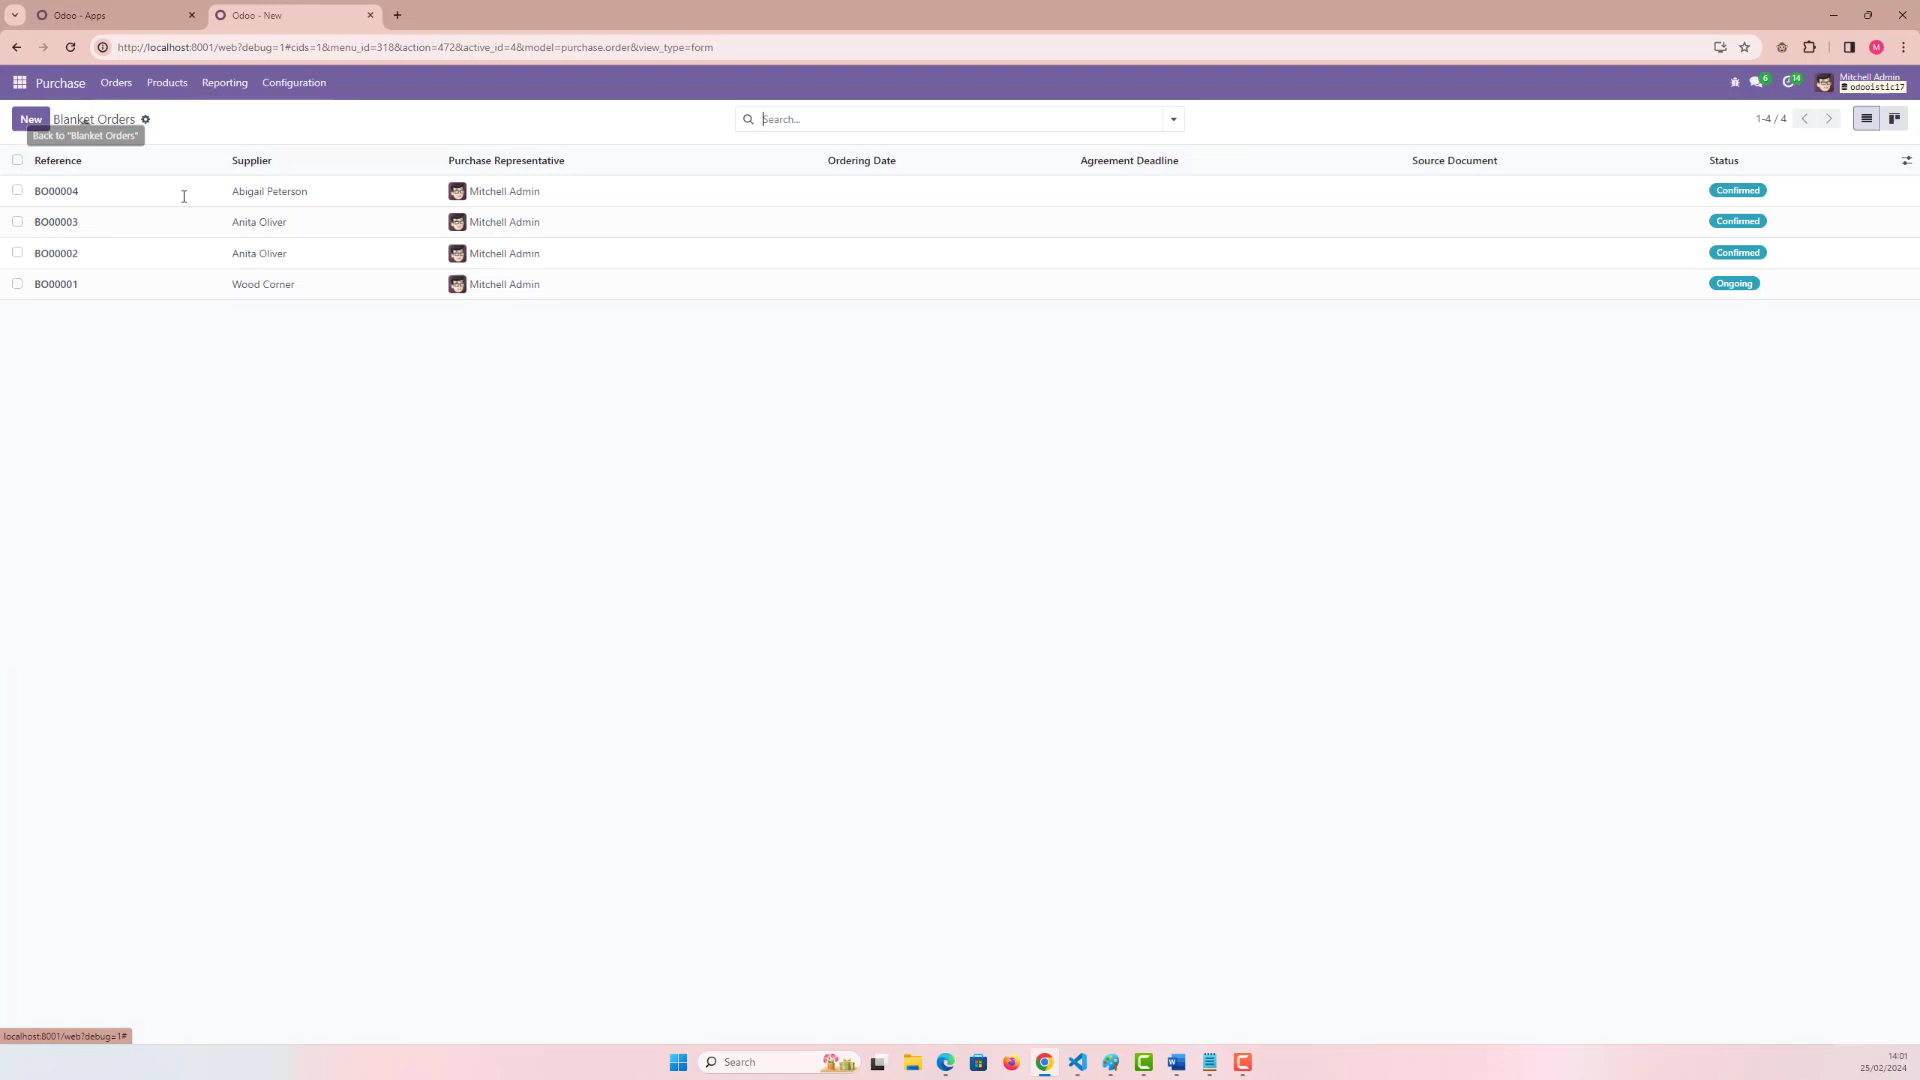 Odoo - Apps
Odoo - New
http://localhost:8001/web?debug=1#cids=1&menu_id=318&action=472&active_id=4&model=purchase.order&view_type=form
M
Purchase Orders Products Reporting Configuration
6 14 Mitchell Admin
odooistic17
New Blanket Orders Search... 1-4 / 4
Back to "Blanket Orders"
Reference Supplier Purchase Representative Ordering Date Agreement Deadline Source Document Status
BO00004 Abigail Peterson Mitchell Admin Confirmed
BO00003 Anita Oliver Mitchell Admin Confirmed
BO00002 Anita Oliver Mitchell Admin Confirmed
BO00001 Wood Corner Mitchell Admin Ongoing
localhost:8001/web?debug=1#
Search
14:01
25/02/2024